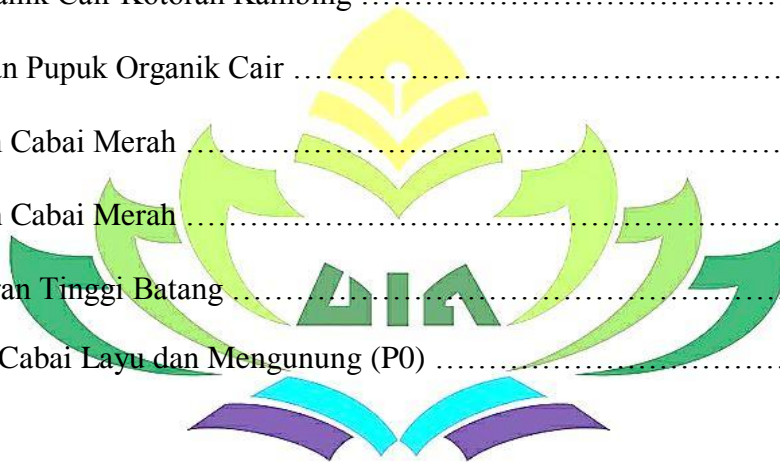 anik Cair Kotoran Kambing ........................................
an Pupuk Organik Cair ........................................
n Cabai Merah ........................................
n Cabai Merah ........................................
ran Tinggi Batang ........................................
Cabai Layu dan Mengunung (P0) ........................................
UIN